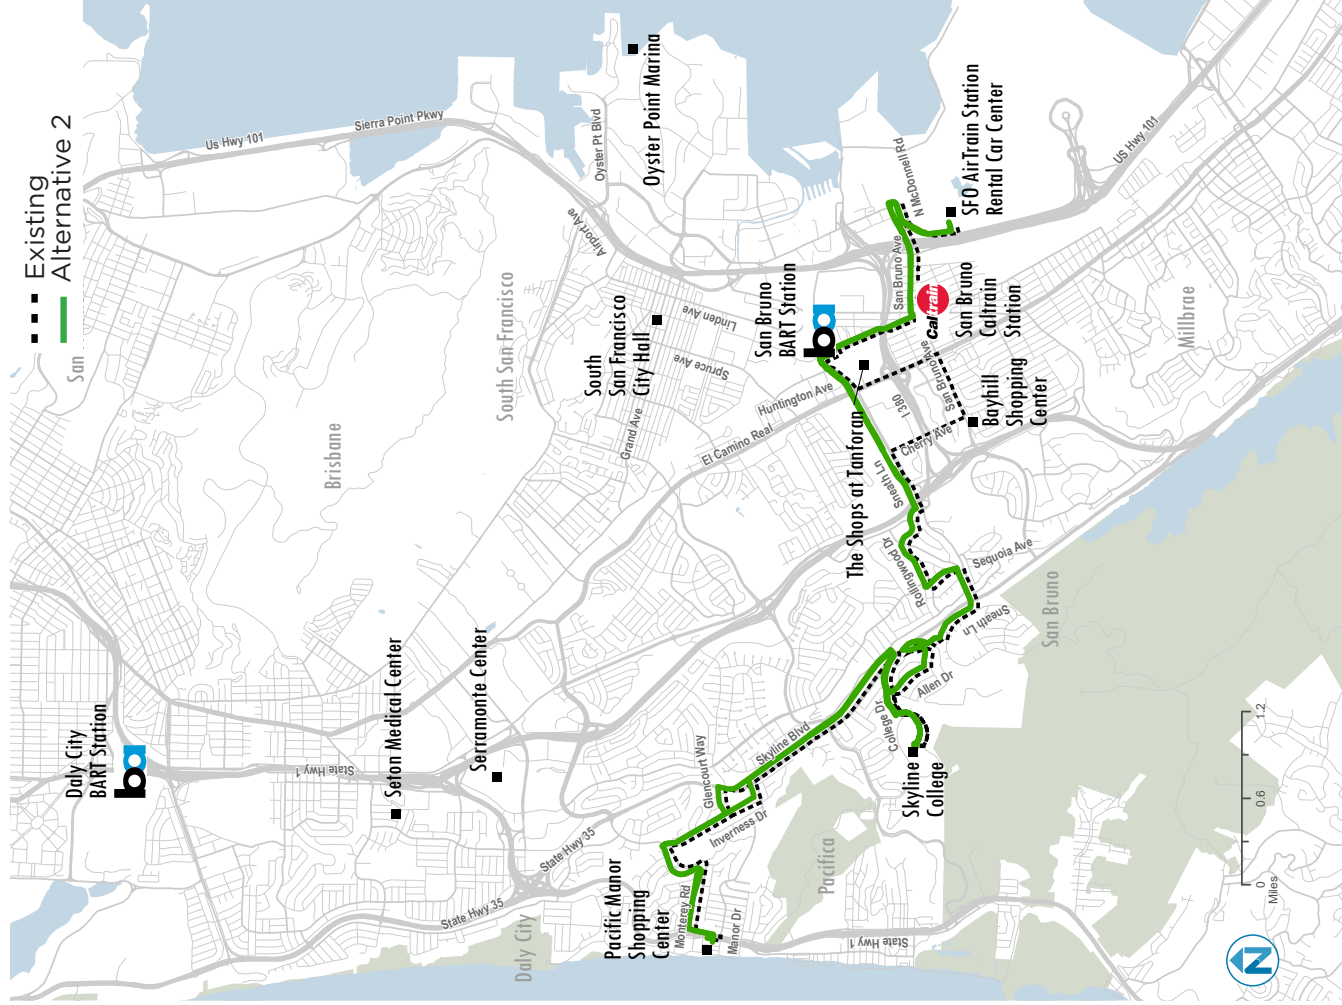 Existing
Alternative 2
Us Hwy 101
Sierra Point Pkwy
Oyster Pt Blvd
Oyster Point Marina
San
Brisbane
South San Francisco
Airport Ave
South
San Francisco
City Hall
Linden Ave
Spruce Ave
Grand Ave
Huntington Ave
El Camino Real
San Bruno
BART Station
ba
San Bruno Ave
N McDonnell Rd
SFO AirTrain Station
Rental Car Center
US Hwy 101
Caltrain
San Bruno
Caltrain
Station
Millbrae
San Bruno Ave
I 380
Cherry Ave
Bayhill
Shopping
Center
The Shops at Tanforan
Sneath Ln
Rollingwood Dr
Sequoia Ave
Sneath Ln
San Bruno
Allen Dr
College Dr
Skyline
College
Skyline Blvd
Glencourt Way
Inverness Dr
Daly City
BART Station
ba
State Hwy 1
Seton Medical Center
Serramonte Center
State Hwy 35
State Hwy 35
Daly City
Pacific Manor
Shopping
Center
Monterey Rd
Manor Dr
Pacifica
State Hwy 1
0
0.6
1.2
Miles
N